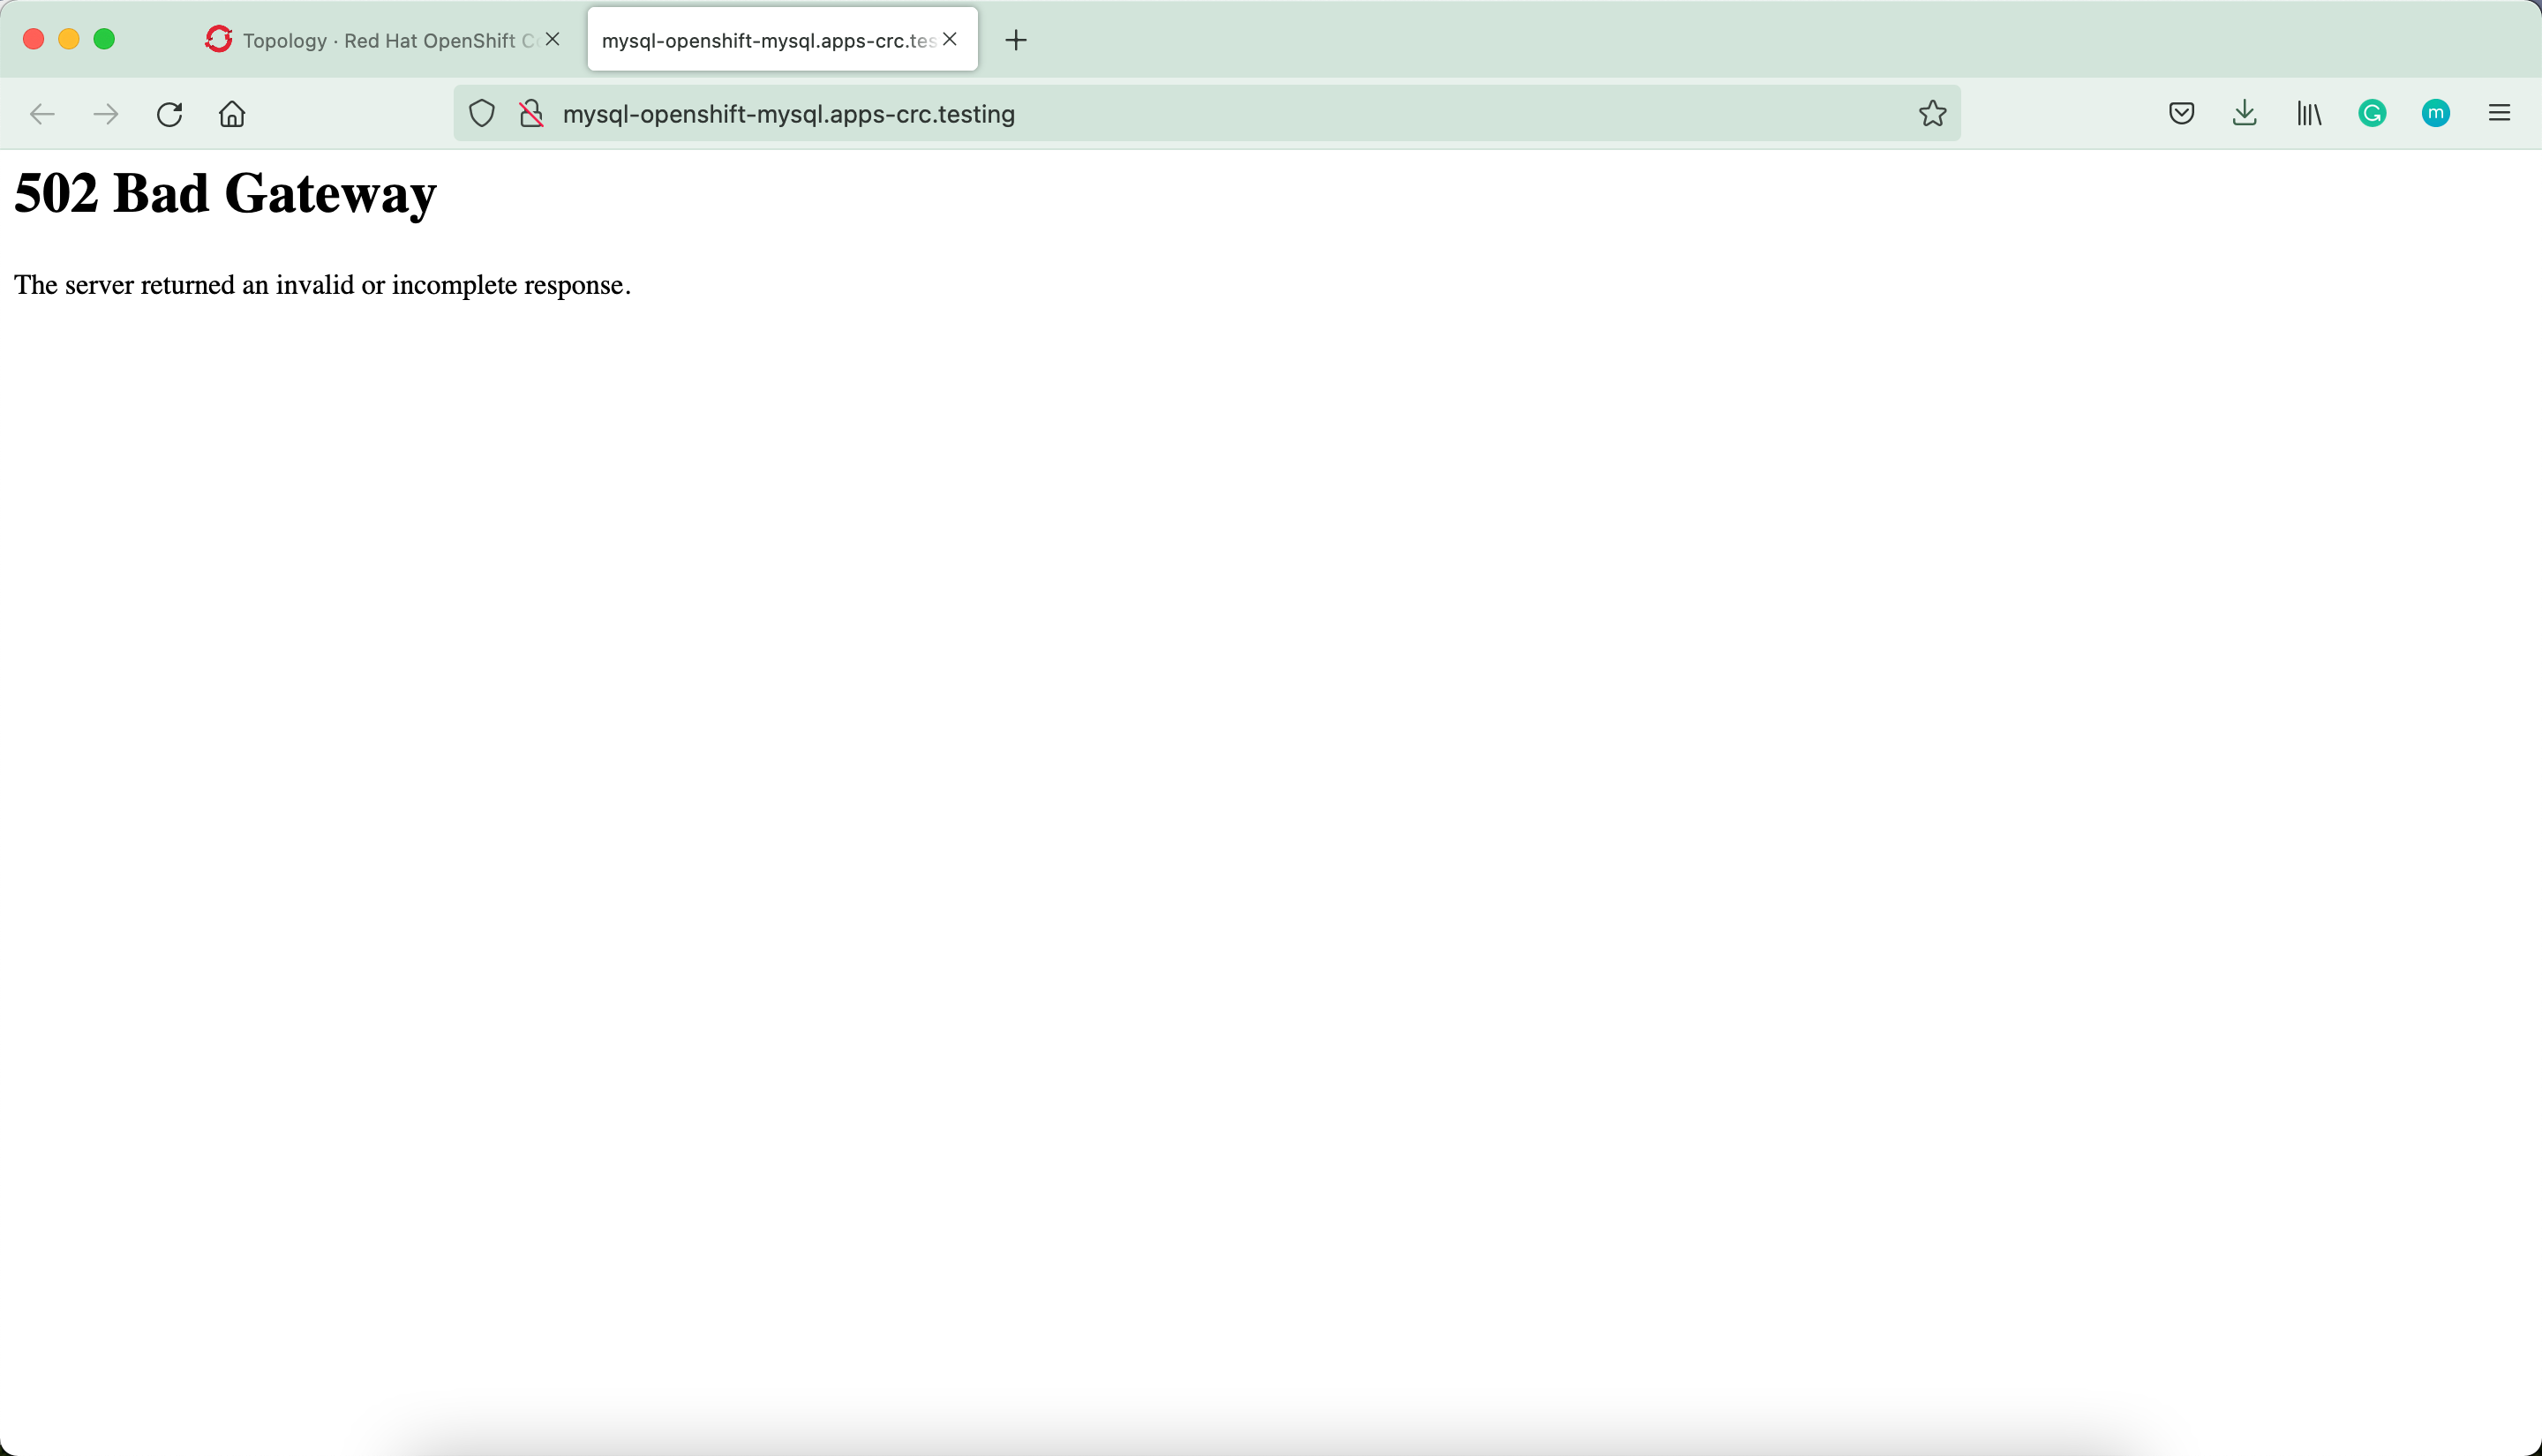 Topology · Red Hat OpenShift C
mysql-openshift-mysql.apps-crc.tes
mysql-openshift-mysql.apps-crc.testing
m
502 Bad Gateway
The server returned an invalid or incomplete response.